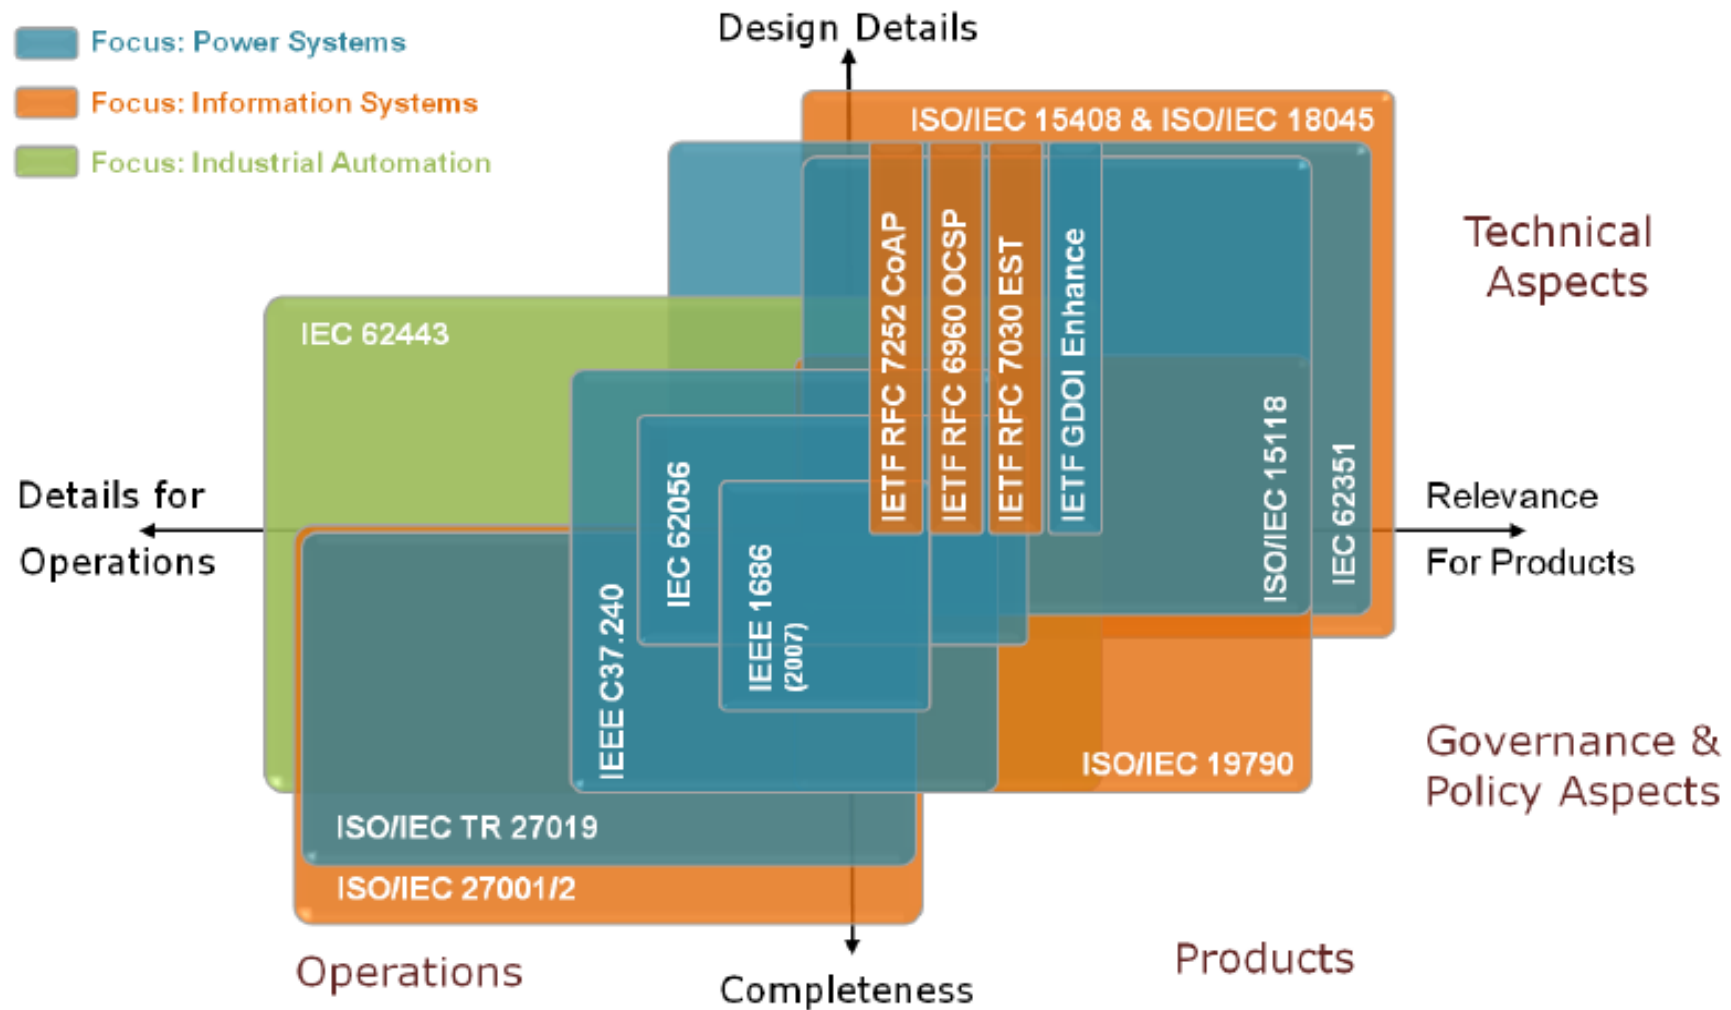 Focus: Power Systems
Focus: Information Systems
Focus: Industrial Automation
Design Details
ISO/IEC 15408 & ISO/IEC 18045
Technical
Aspects
IEC 62443
IETF RFC 7252 CoAP
IETF RFC 6960 OCSP
IETF RFC 7030 EST
IETF GDOI Enhance
ISO/IEC 15118
IEC 62351
Details for
Operations
Relevance
For Products
IEC 62056
IEEE 1686
(2007)
IEEE C37.240
ISO/IEC 19790
Governance &
Policy Aspects
ISO/IEC TR 27019
ISO/IEC 27001/2
Operations
Products
Completeness